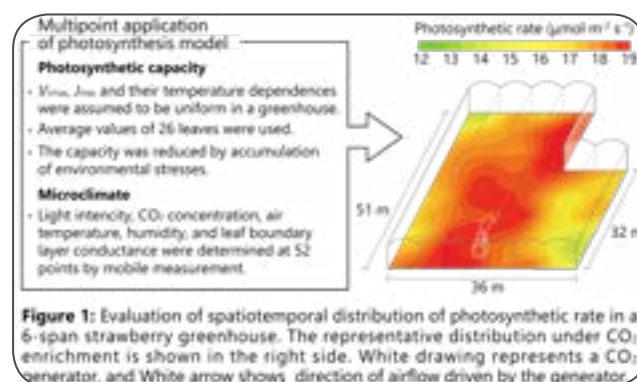 Multipoint application
of photosynthesis model
Photosynthetic capacity
· Vcmax, Jmax and their temperature dependences
were assumed to be uniform in a greenhouse.
· Average values of 26 leaves were used.
· The capacity was reduced by accumulation
of environmental stresses.
Microclimate
· Light intencity, CO₂ concentration, air
temperature, humidity, and leaf boundary
layer conductance were determined at 52
points by mobile measurement.
Photosynthetic rate (μmol m⁻² s⁻¹)
12 13 14 15 16 17 18 19
51 m
32 m
36 m
Figure 1: Evaluation of spatiotemporal distribution of photosynthetic rate in a
6-span strawberry greenhouse. The representative distribution under CO₂
enrichment is shown in the right side. White drawing represents a CO₂
generator, and White arrow shows direction of airflow driven by the generator.